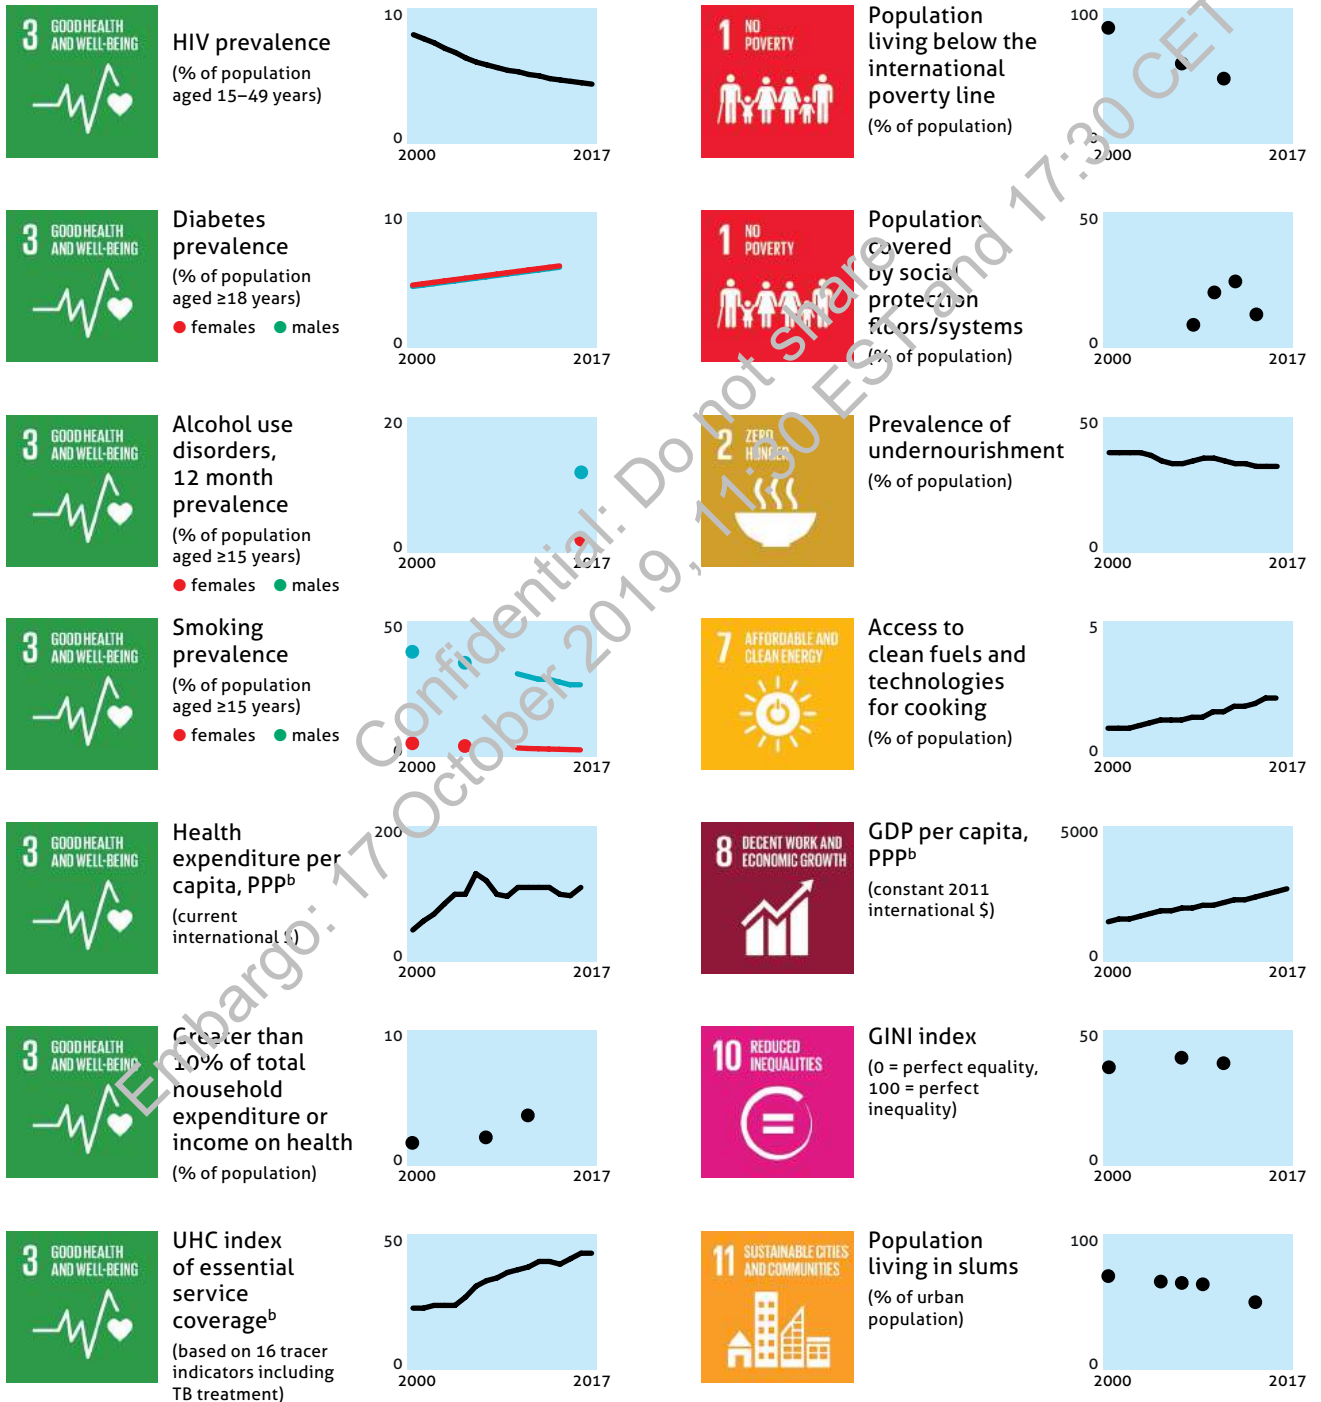 3 GOOD HEALTH
AND WELL-BEING
HIV prevalence
(% of population
aged 15–49 years)
10
0
2000 2017
1 NO
POVERTY
Population
living below the
international
poverty line
(% of population)
100
0
2000 2017
3 GOOD HEALTH
AND WELL-BEING
Diabetes
prevalence
(% of population
aged ≥18 years)
females males
10
0
2000 2017
1 NO
POVERTY
Population
covered
by social
protection
floors/systems
(% of population)
50
0
2000 2017
3 GOOD HEALTH
AND WELL-BEING
Alcohol use
disorders,
12 month
prevalence
(% of population
aged ≥15 years)
females males
20
0
2000 2017
2 ZERO
HUNGER
Prevalence of
undernourishment
(% of population)
50
0
2000 2017
3 GOOD HEALTH
AND WELL-BEING
Smoking
prevalence
(% of population
aged ≥15 years)
females males
50
0
2000 2017
7 AFFORDABLE AND
CLEAN ENERGY
Access to
clean fuels and
technologies
for cooking
(% of population)
5
0
2000 2017
3 GOOD HEALTH
AND WELL-BEING
Health
expenditure per
capita, PPPᵇ
(current
international $)
200
0
2000 2017
8 DECENT WORK AND
ECONOMIC GROWTH
GDP per capita,
PPPᵇ
(constant 2011
international $)
5000
0
2000 2017
3 GOOD HEALTH
AND WELL-BEING
Greater than
10% of total
household
expenditure or
income on health
(% of population)
10
0
2000 2017
10 REDUCED
INEQUALITIES
GINI index
(0 = perfect equality,
100 = perfect
inequality)
50
0
2000 2017
3 GOOD HEALTH
AND WELL-BEING
UHC index
of essential
service
coverageᵇ
(based on 16 tracer
indicators including
TB treatment)
50
0
2000 2017
11 SUSTAINABLE CITIES
AND COMMUNITIES
Population
living in slums
(% of urban
population)
100
0
2000 2017
Confidential: Do not share
Embargo: 17 October 2019, 11:30 EST and 17:30 CET